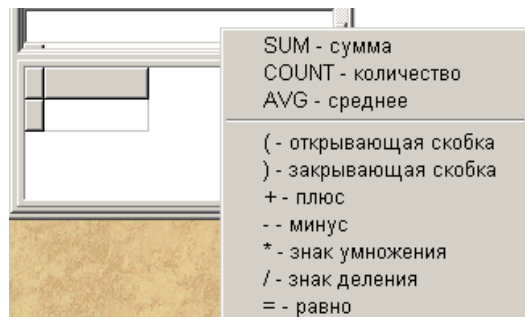 SUM - сумма
COUNT - количество
AVG - среднее
( - открывающая скобка
) - закрывающая скобка
+ - плюс
- - минус
* - знак умножения
/ - знак деления
= - равно